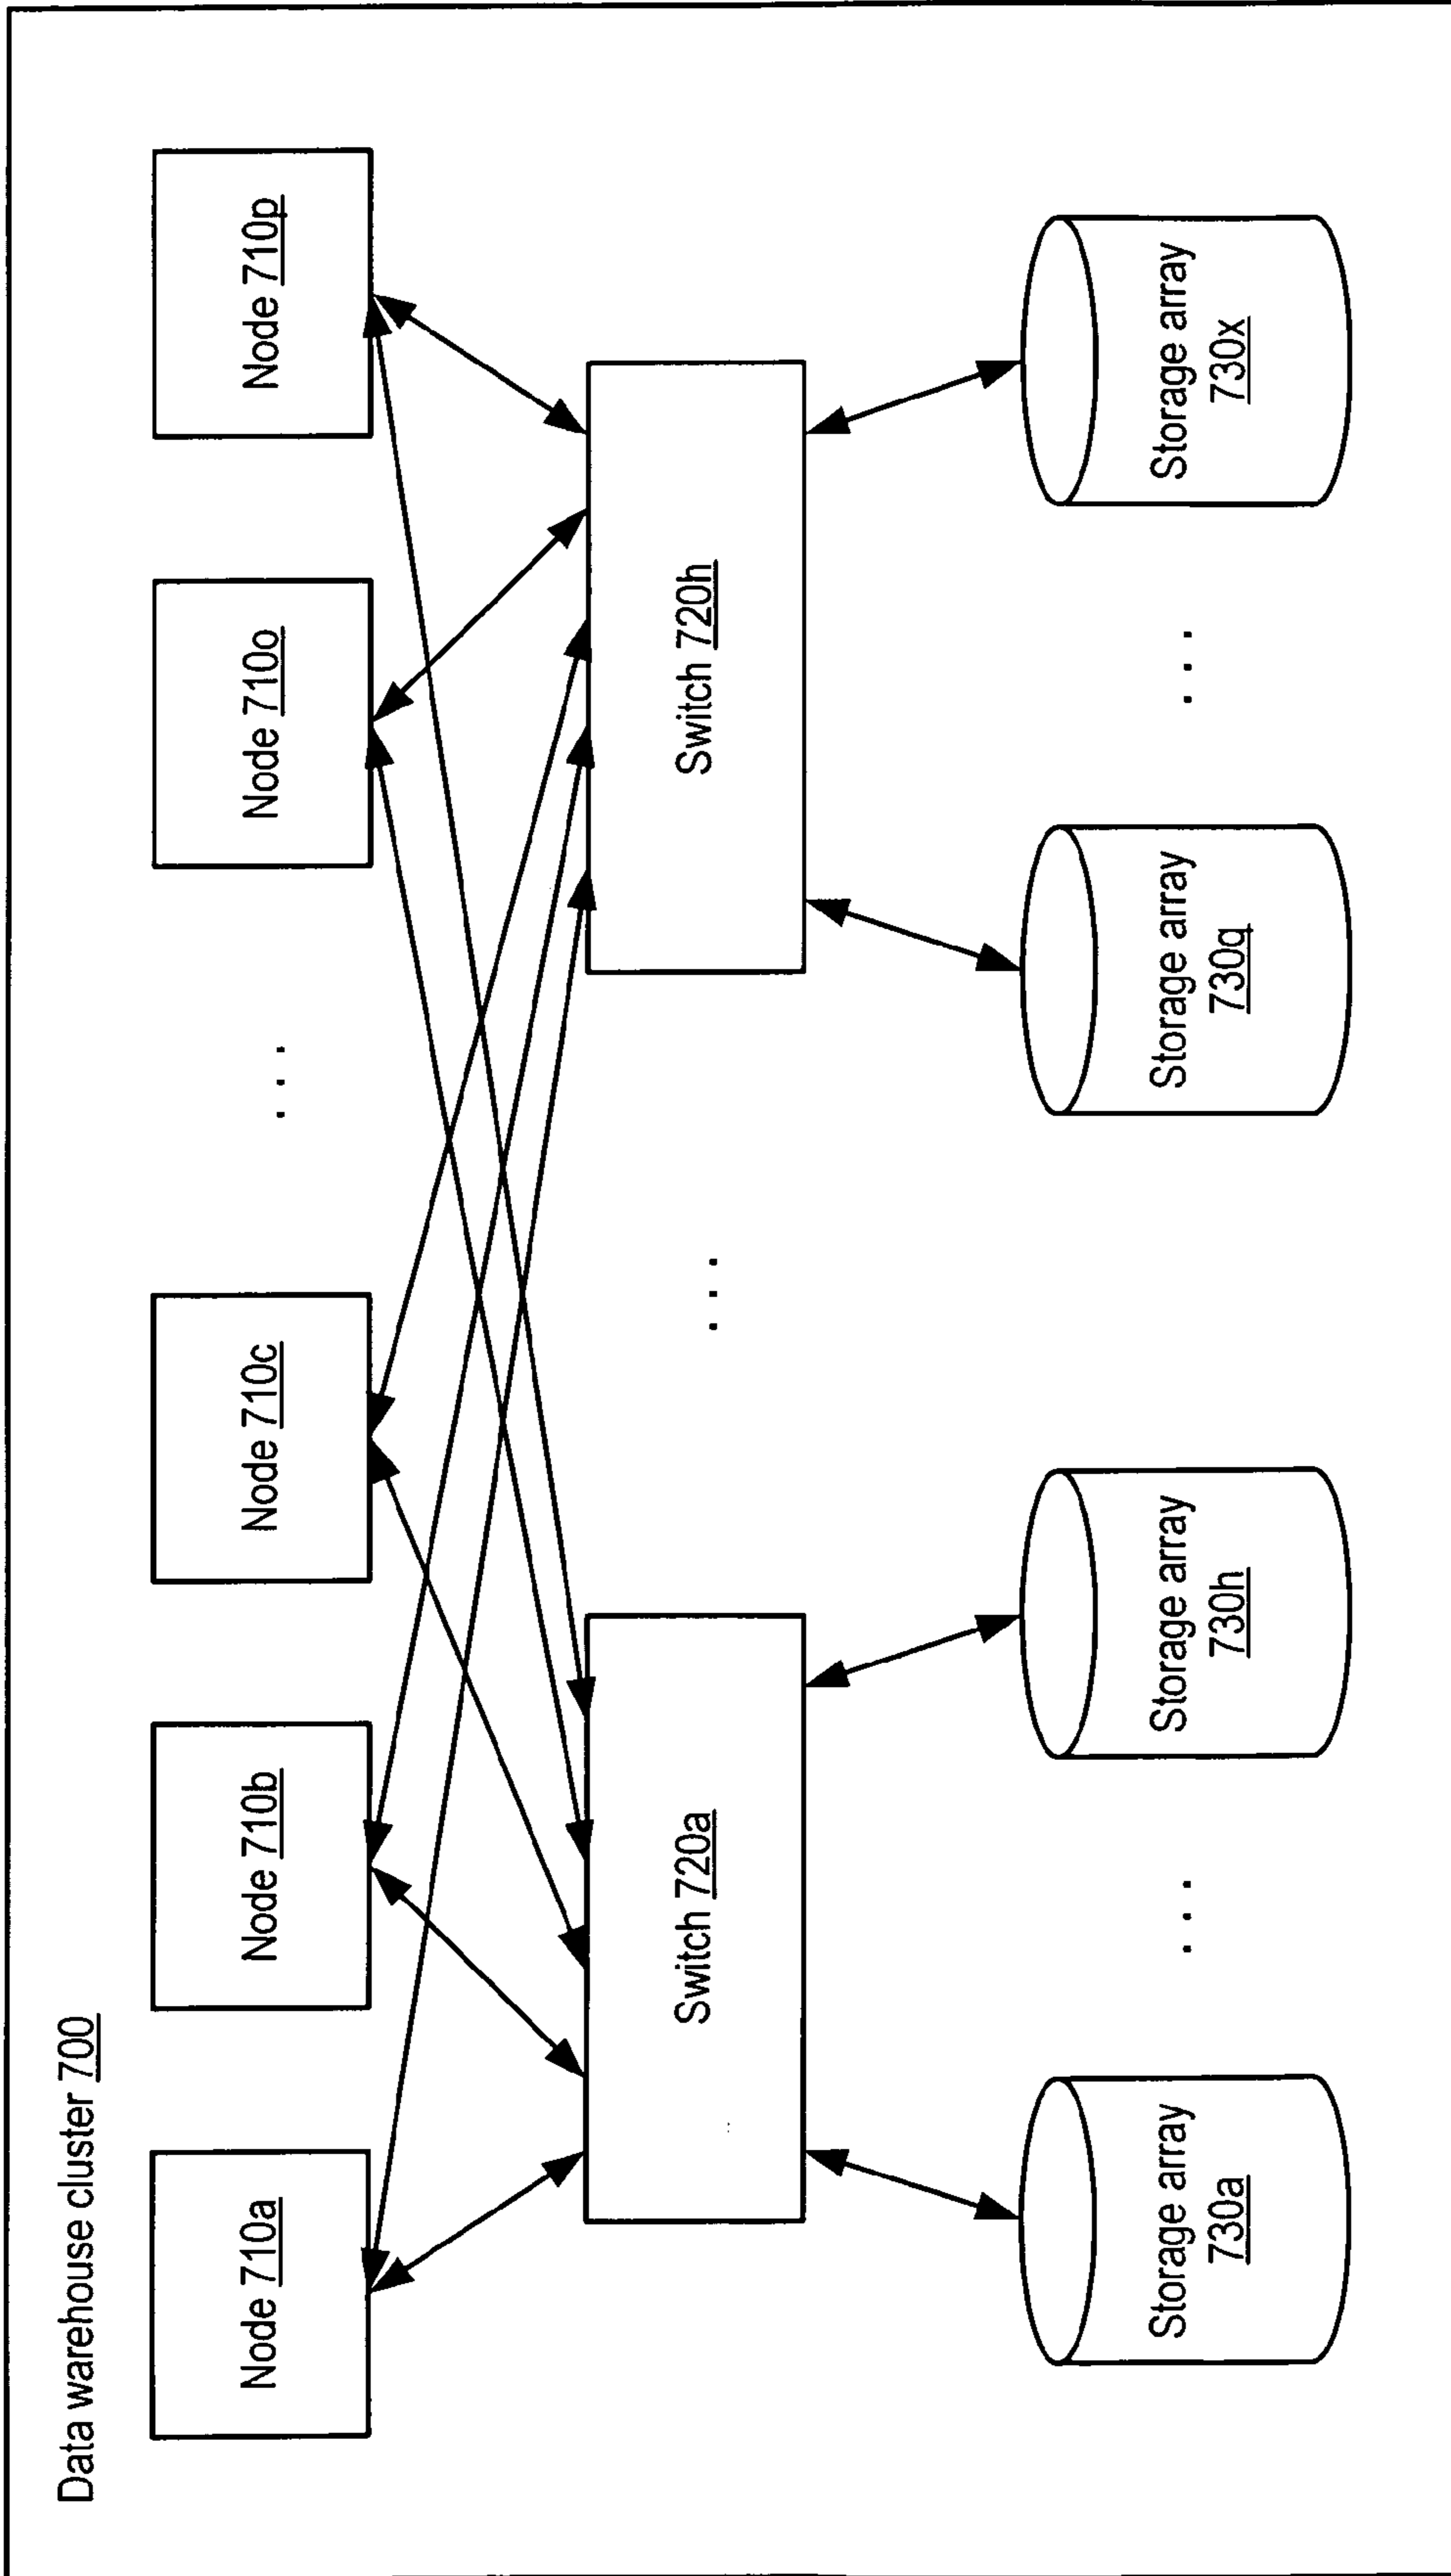 Data warehouse cluster 700
Node 710a
Node 710b
Node 710c
. . .
Node 710o
Node 710p
Switch 720a
. . .
Switch 720h
Storage array
730a
. . .
Storage array
730h
Storage array
730q
. . .
Storage array
730x